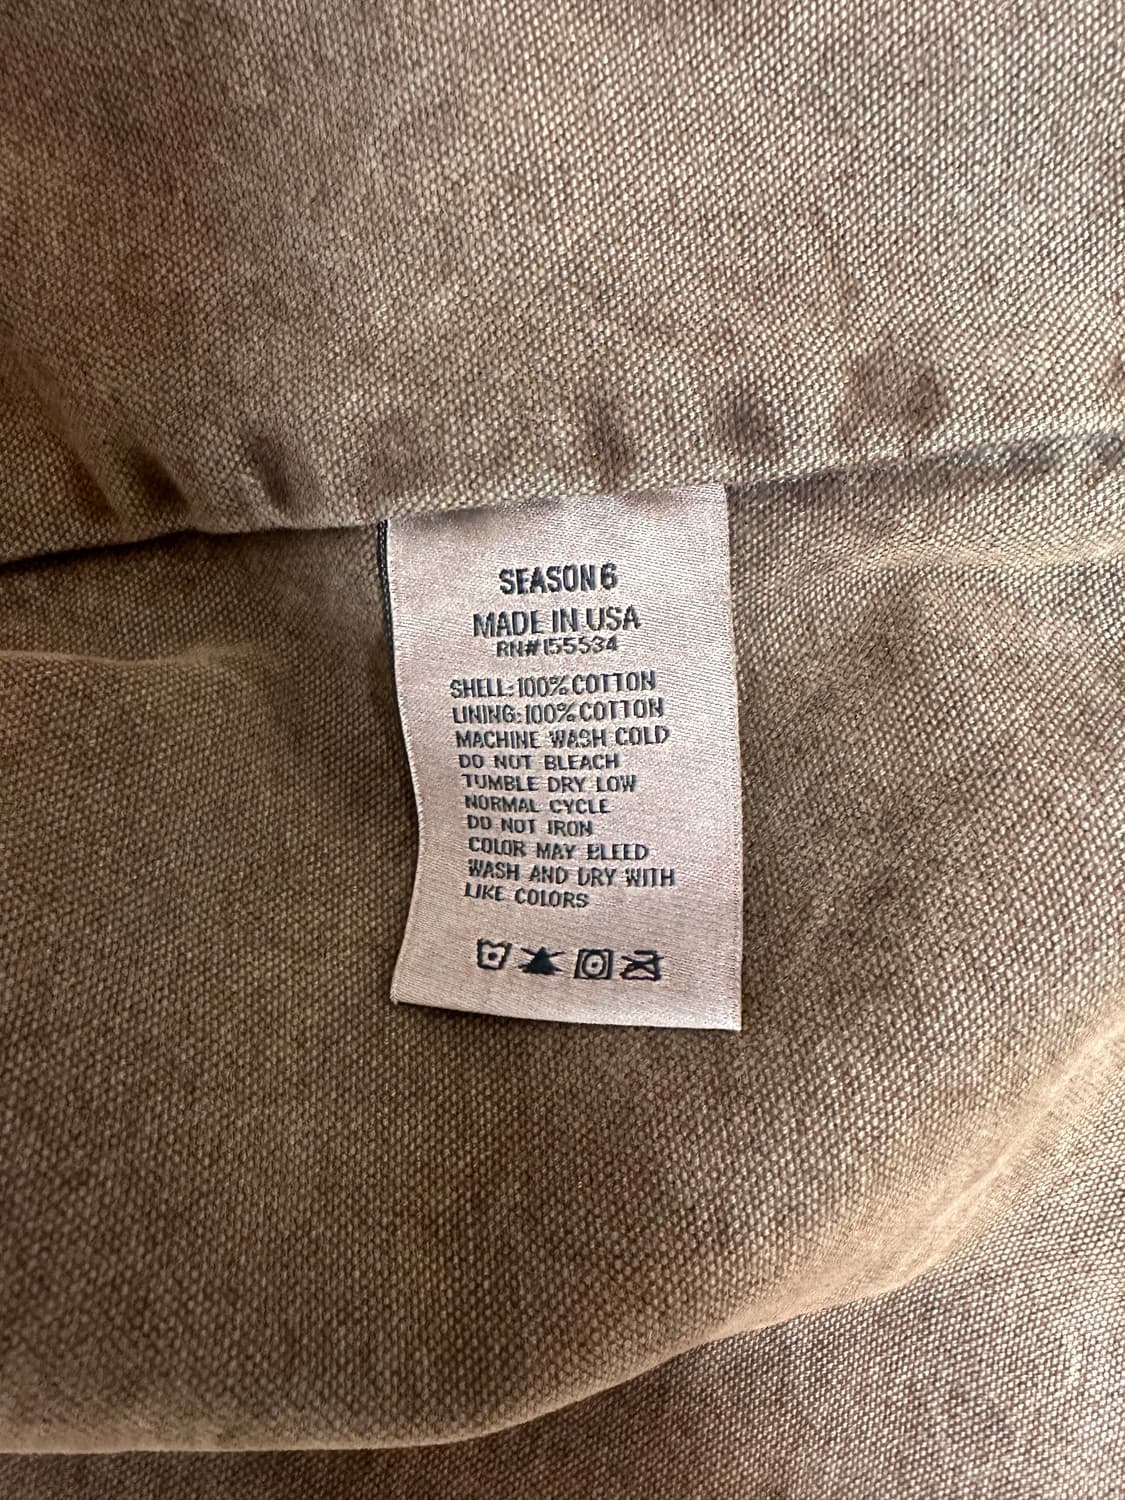 SEASON 6
MADE IN USA
RN# 155534
SHELL: 100% COTTON
LINING: 100% COTTON
MACHINE WASH COLD
DO NOT BLEACH
TUMBLE DRY LOW
NORMAL CYCLE
DO NOT IRON
COLOR MAY BLEED
WASH AND DRY WITH
LIKE COLORS